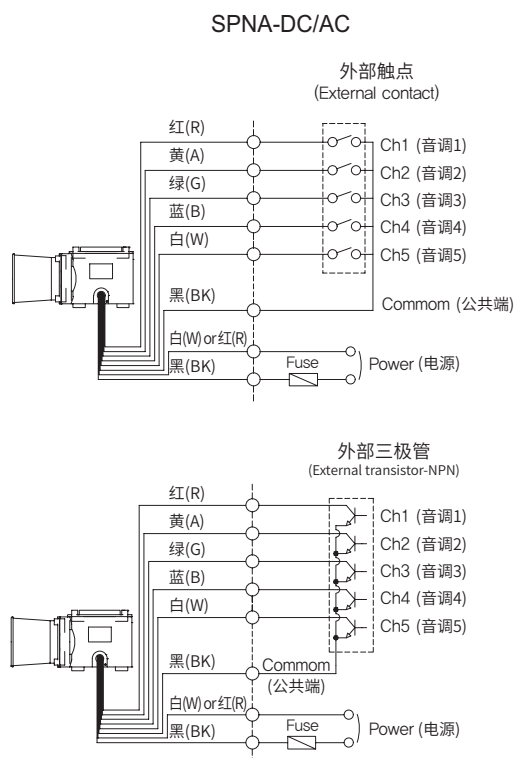 SPNA-DC/AC
外部触点
(External contact)
红(R)
Ch1 (音调1)
黄(A)
Ch2 (音调2)
绿(G)
Ch3 (音调3)
蓝(B)
Ch4 (音调4)
白(W)
Ch5 (音调5)
黑(BK)
Commom (公共端)
白(W) or 红(R)
黑(BK)
Fuse
Power (电源)
外部三极管
(External transistor-NPN)
红(R)
Ch1 (音调1)
黄(A)
Ch2 (音调2)
绿(G)
Ch3 (音调3)
蓝(B)
Ch4 (音调4)
白(W)
Ch5 (音调5)
黑(BK)
Commom
(公共端)
白(W) or 红(R)
黑(BK)
Fuse
Power (电源)